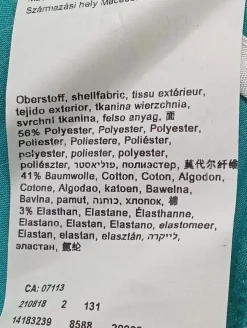 Származási hely
Oberstoff, shellfabric, tissu extérieur,
tejido exterior, tkanina wierzchnia,
svrchní tkanina, felso anyag, 面
56% Polyester, Polyester, Polyester,
Poliester, Poliestere, Poliéster,
polyester, poliester, polyester,
poliészter, פוליאסטר, полиэстер, 莫代尔纤维
41% Baumwolle, Cotton, Coton, Algodon,
Cotone, Algodao, katoen, Bawelna,
Bavlna, pamut, כותנה, хлопок, 棉
3% Elasthan, Elastane, Élasthanne,
Elastano, Elastan, Elastano, elastomeer,
Elastan, elastan, elasztán, לייקרה,
эластан, 氨纶
CA: 07113
210818 2 131
14183239 8588